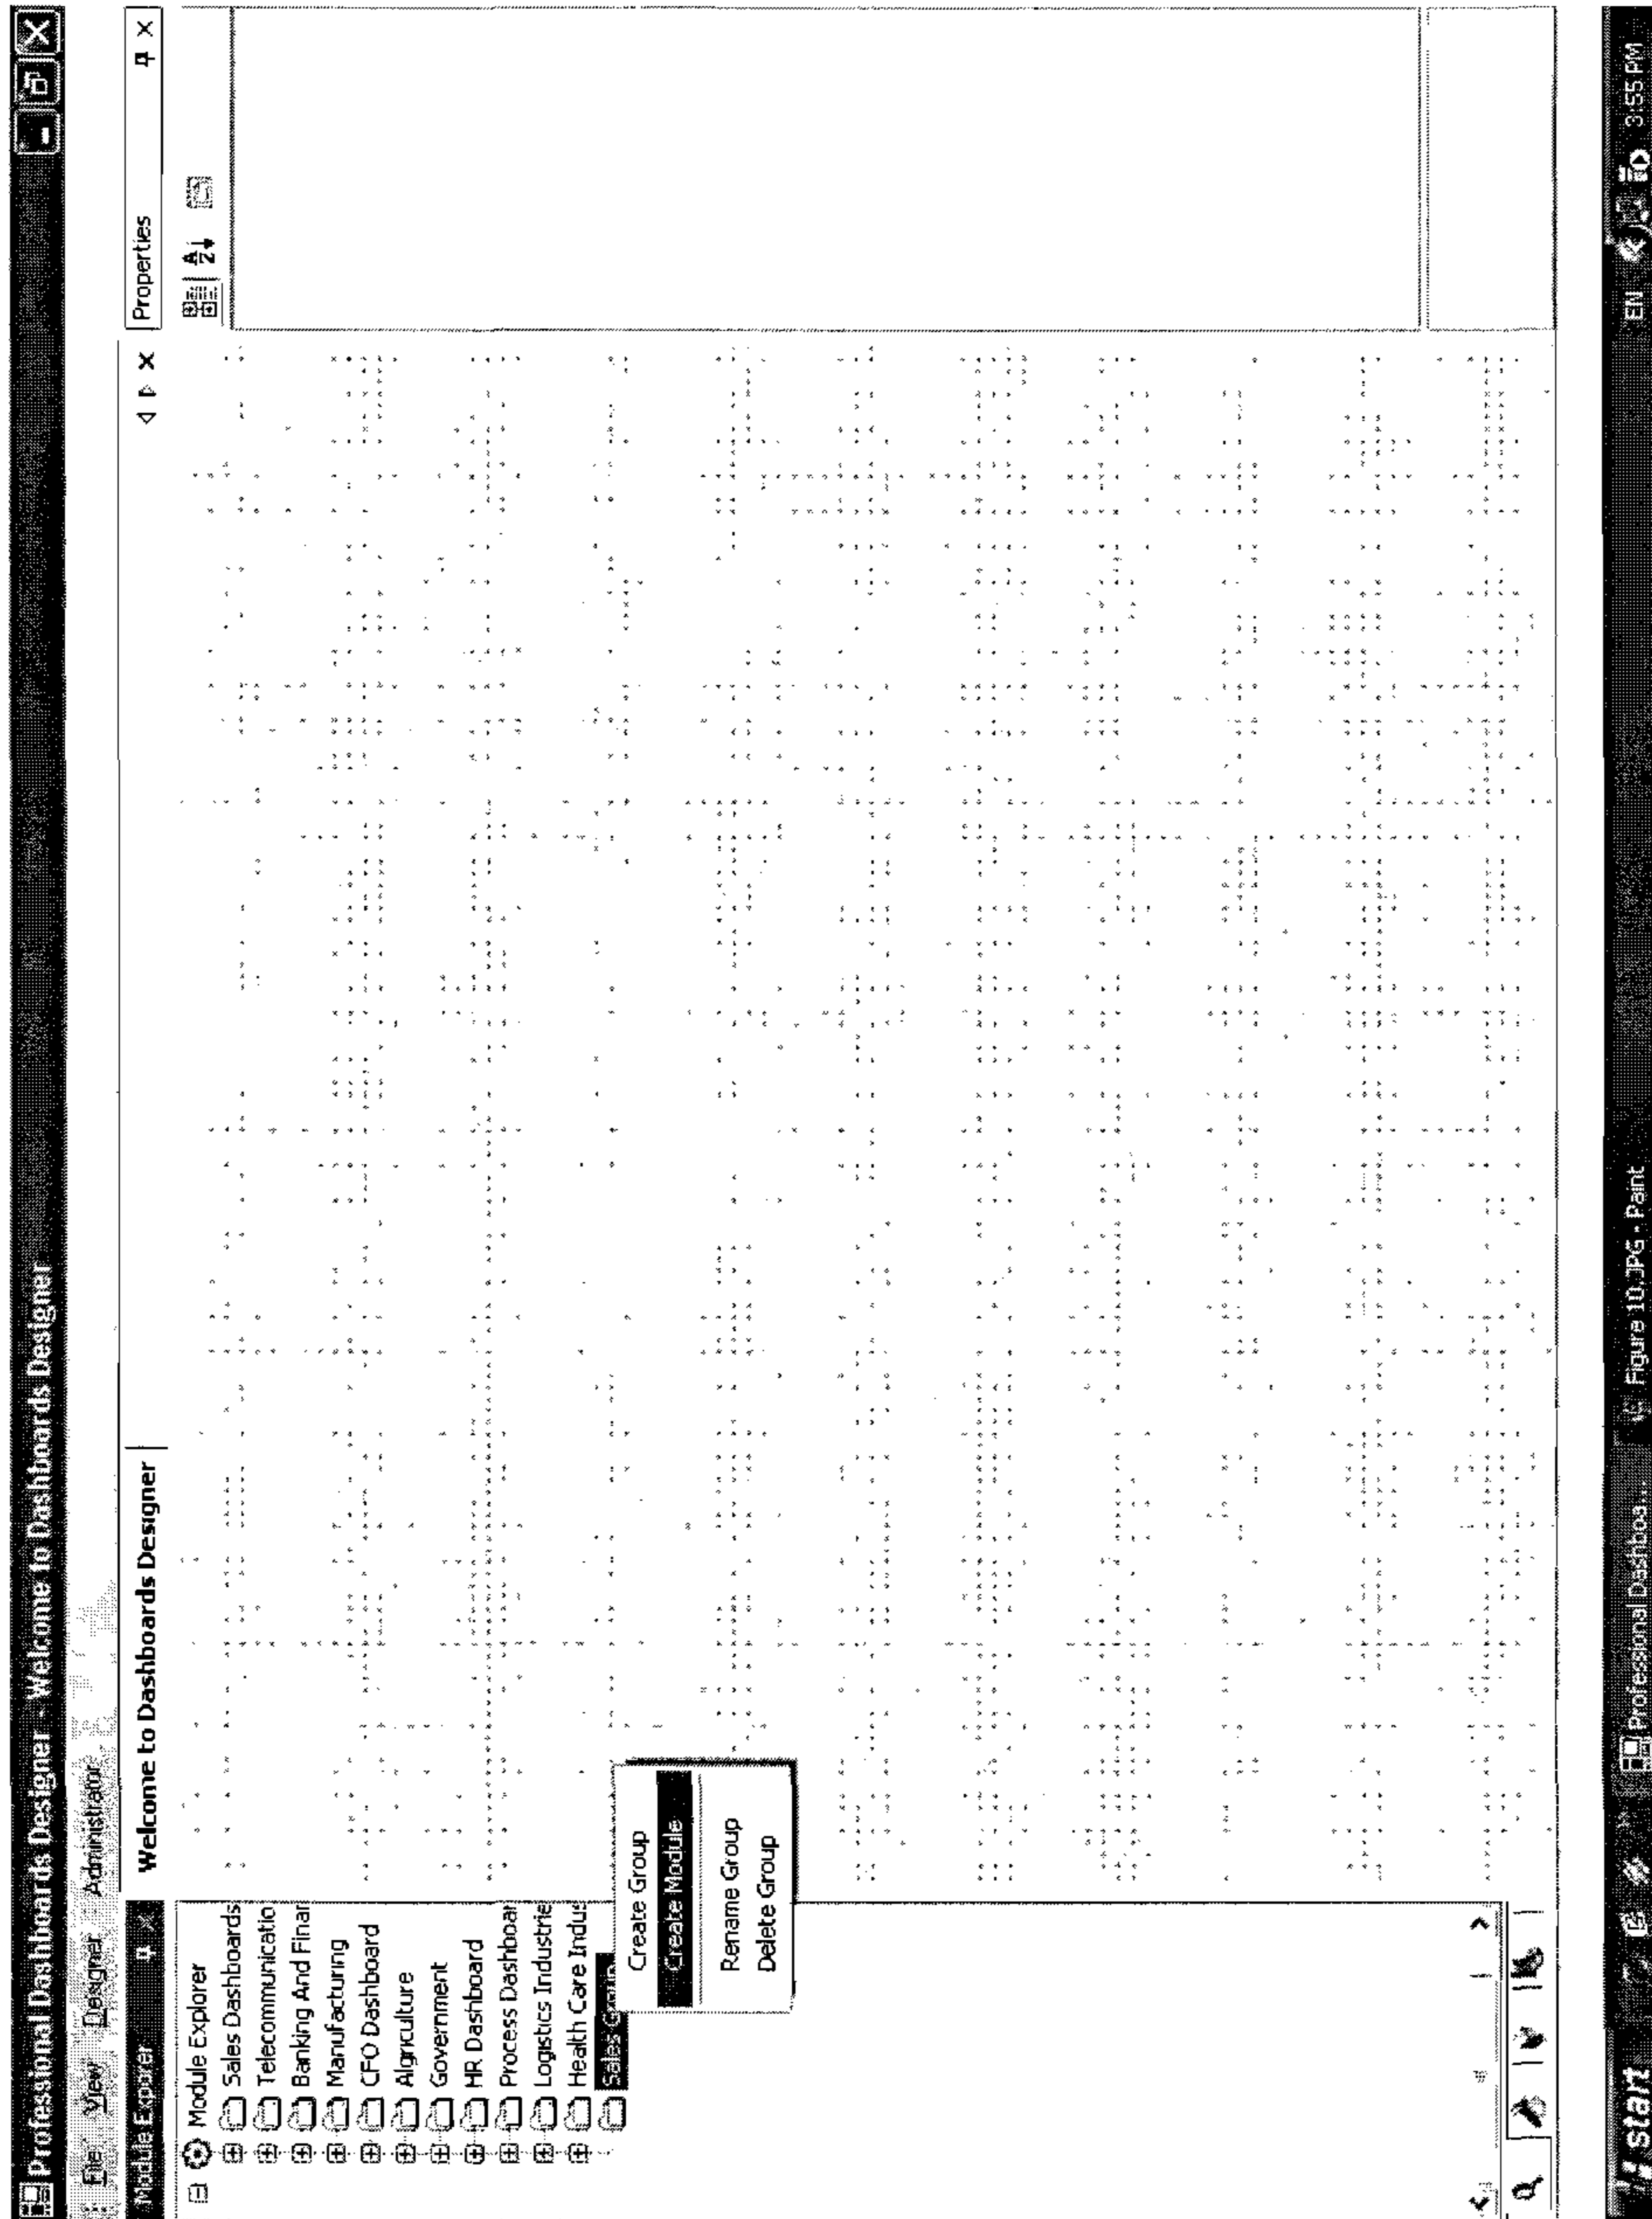 Professional Dashboards Designer - Welcome to Dashboards Designer
File View Designer Administrator
Module Explorer
Welcome to Dashboards Designer
Properties
Module Explorer
Sales Dashboards
Telecommunicatio
Banking And Finan
Manufacturing
CFO Dashboard
Algriculture
Government
HR Dashboard
Process Dashboar
Logistics Industrie
Health Care Indus
Sales Group
Create Group
Create Module
Rename Group
Delete Group
start
Professional Dashboa...
Figure 10.JPG - Paint
EN
3:55 PM